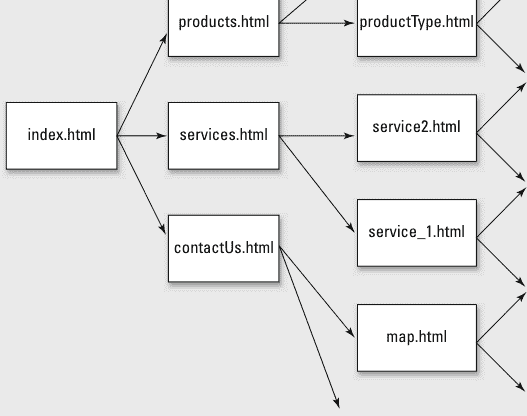 products.html
productType.html
index.html
services.html
service2.html
contactUs.html
service_1.html
map.html